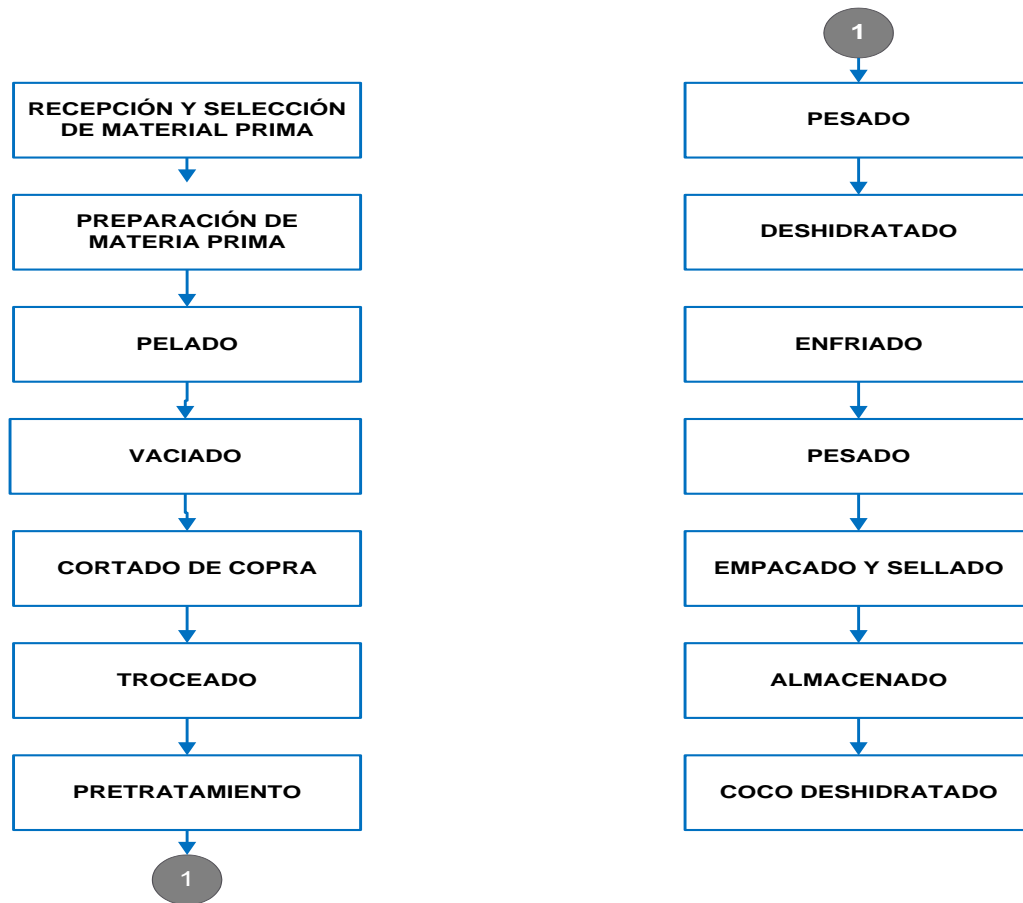 RECEPCIÓN Y SELECCIÓN
DE MATERIAL PRIMA
PREPARACIÓN DE
MATERIA PRIMA
PELADO
VACIADO
CORTADO DE COPRA
TROCEADO
PRETRATAMIENTO
1
1
PESADO
DESHIDRATADO
ENFRIADO
PESADO
EMPACADO Y SELLADO
ALMACENADO
COCO DESHIDRATADO